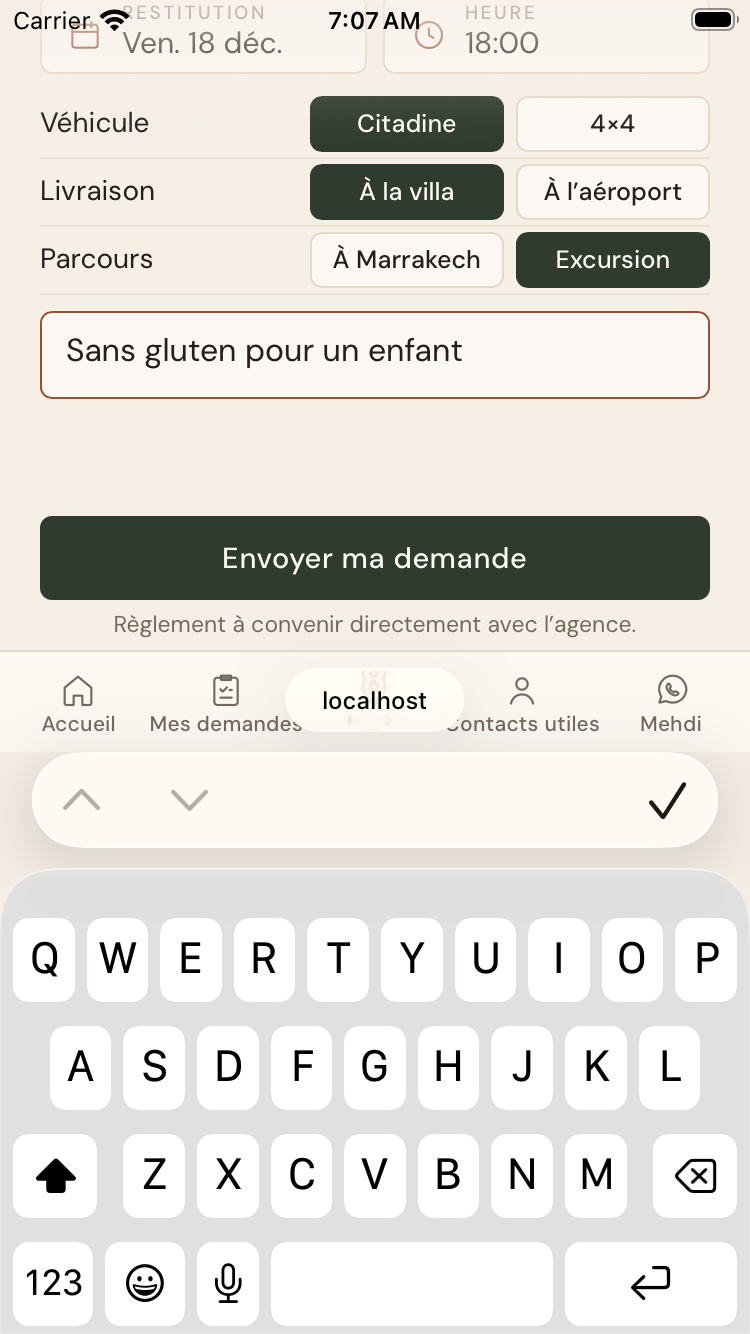 Carrier 7:07 AM
RESTITUTION HEURE
Ven. 18 déc. 18:00
Véhicule Citadine 4×4
Livraison À la villa À l’aéroport
Parcours À Marrakech Excursion
Sans gluten pour un enfant
Envoyer ma demande
Règlement à convenir directement avec l’agence.
localhost
Accueil Mes demandes Contacts utiles Mehdi
Q W E R T Y U I O P
A S D F G H J K L
Z X C V B N M
123